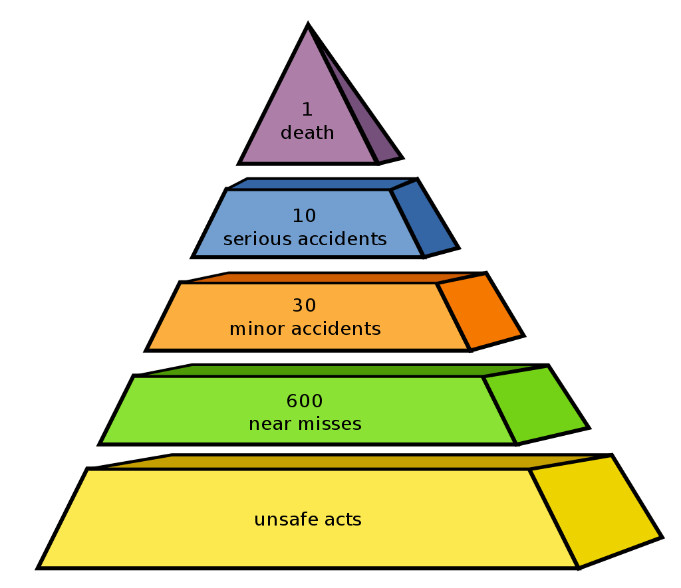 1
death
10
serious accidents
30
minor accidents
600
near misses
unsafe acts